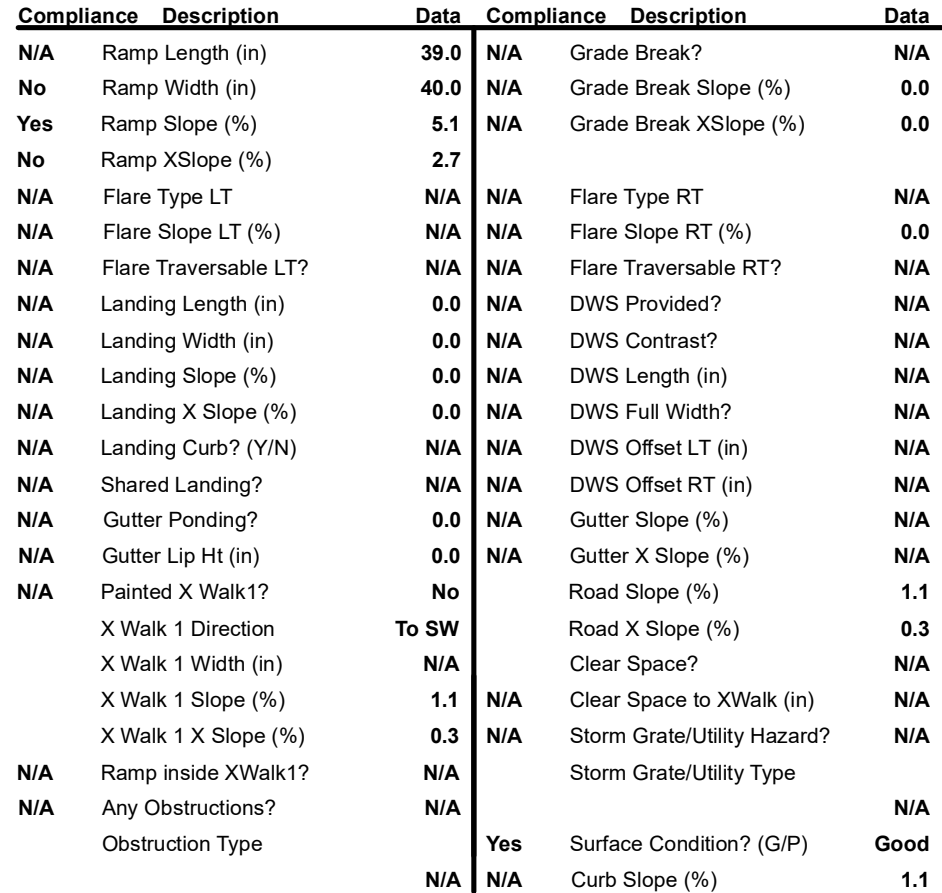 Compliance Description Data Compliance Description Data
N/A Ramp Length (in) 39.0 N/A Grade Break? N/A
No Ramp Width (in) 40.0 N/A Grade Break Slope (%) 0.0
Yes Ramp Slope (%) 5.1 N/A Grade Break XSlope (%) 0.0
No Ramp XSlope (%) 2.7
N/A Flare Type LT N/A N/A Flare Type RT N/A
N/A Flare Slope LT (%) N/A N/A Flare Slope RT (%) 0.0
N/A Flare Traversable LT? N/A N/A Flare Traversable RT? N/A
N/A Landing Length (in) 0.0 N/A DWS Provided? N/A
N/A Landing Width (in) 0.0 N/A DWS Contrast? N/A
N/A Landing Slope (%) 0.0 N/A DWS Length (in) N/A
N/A Landing X Slope (%) 0.0 N/A DWS Full Width? N/A
N/A Landing Curb? (Y/N) N/A N/A DWS Offset LT (in) N/A
N/A Shared Landing? N/A N/A DWS Offset RT (in) N/A
N/A Gutter Ponding? 0.0 N/A Gutter Slope (%) N/A
N/A Gutter Lip Ht (in) 0.0 N/A Gutter X Slope (%) N/A
N/A Painted X Walk1? No Road Slope (%) 1.1
X Walk 1 Direction To SW Road X Slope (%) 0.3
X Walk 1 Width (in) N/A Clear Space? N/A
X Walk 1 Slope (%) 1.1 N/A Clear Space to XWalk (in) N/A
X Walk 1 X Slope (%) 0.3 N/A Storm Grate/Utility Hazard? N/A
N/A Ramp inside XWalk1? N/A Storm Grate/Utility Type
N/A Any Obstructions? N/A N/A
Obstruction Type Yes Surface Condition? (G/P) Good
N/A N/A Curb Slope (%) 1.1